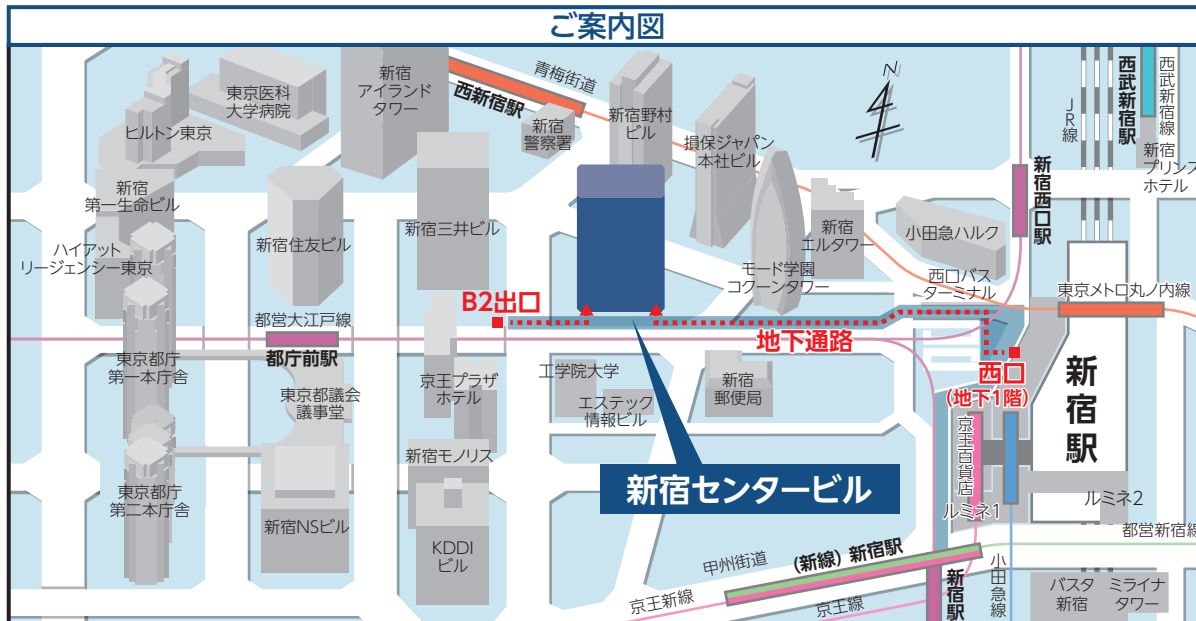 ご案内図
新宿
アイランド
タワー
青梅街道
西新宿駅
東京医科
大学病院
ヒルトン東京
新宿
警察署
新宿野村
ビル
損保ジャパン
本社ビル
N
JR線
西武新宿駅
西武新宿線
新宿
プリンス
ホテル
新宿西口駅
新宿
第一生命ビル
新宿住友ビル
新宿三井ビル
新宿
エルタワー
小田急ハルク
ハイアット
リージェンシー東京
モード学園
コクーンタワー
西口バス
ターミナル
東京メトロ丸ノ内線
B2出口
都営大江戸線
都庁前駅
地下通路
西口
(地下1階)
新宿駅
東京都庁
第一本庁舎
東京都議会
議事堂
京王プラザ
ホテル
工学院大学
エステック
情報ビル
新宿
郵便局
京王百貨店
新宿モノリス
新宿センタービル
ルミネ1
ルミネ2
東京都庁
第二本庁舎
新宿NSビル
KDDI
ビル
甲州街道
(新線)新宿駅
都営新宿線
京王新線
京王線
新宿駅
小田急線
バスタ
新宿
ミライナ
タワー